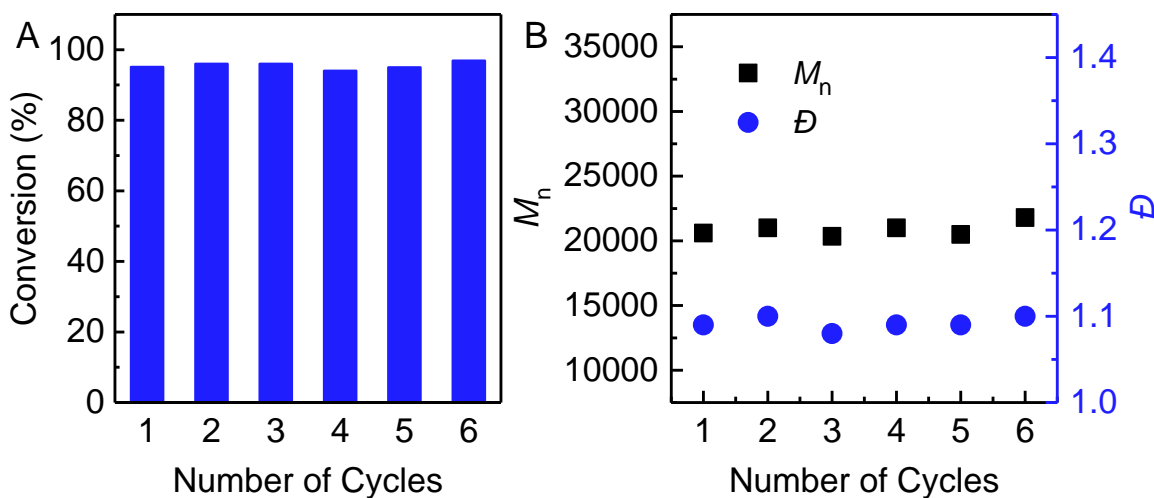 A
Conversion (%)
100
80
60
40
20
0
1 2 3 4 5 6
Number of Cycles
B
Mn
35000
30000
25000
20000
15000
10000
Mn
Đ
1.4
1.3
1.2
1.1
1.0
Đ
1 2 3 4 5 6
Number of Cycles